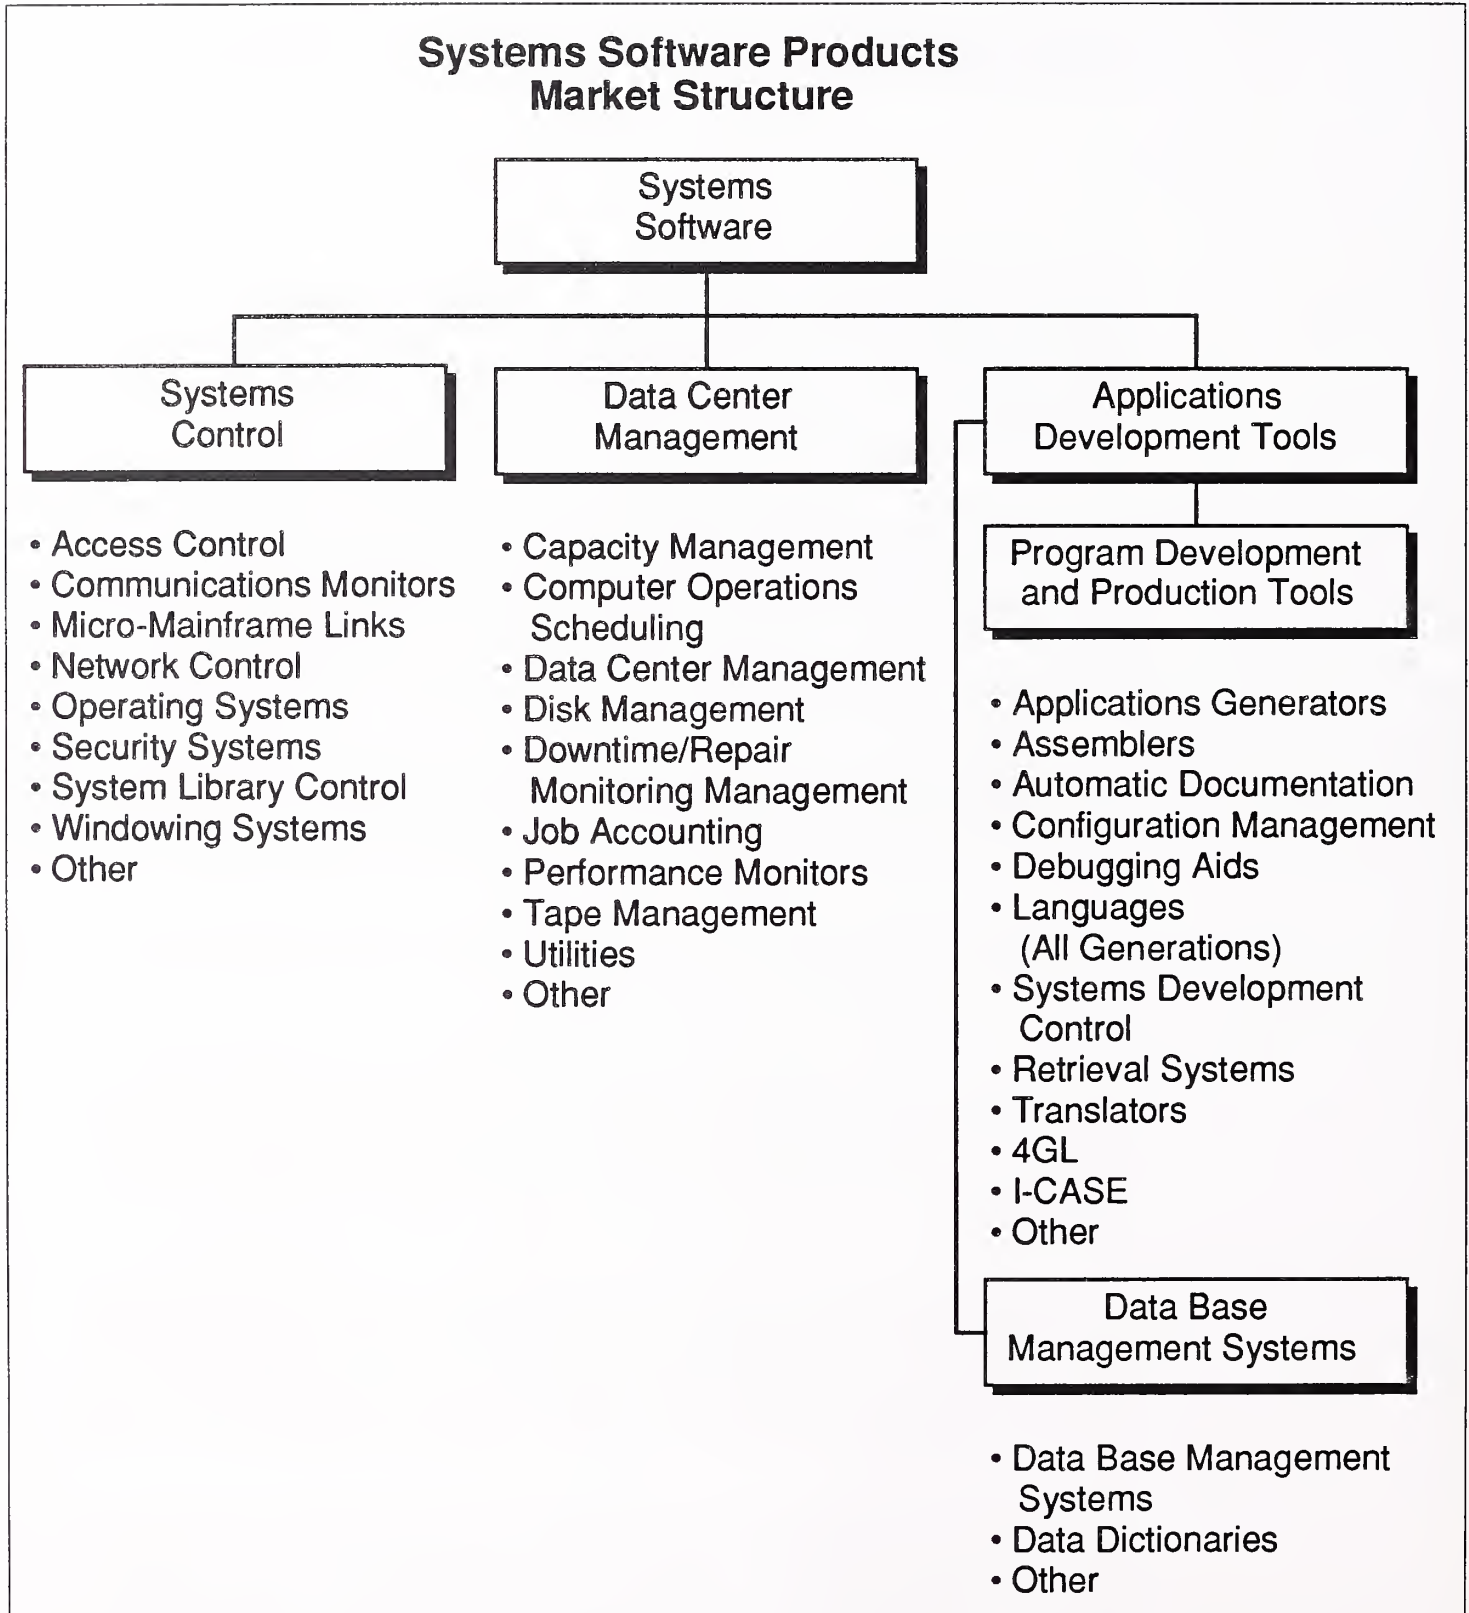 Systems Software Products
Market Structure
Systems
Software
Systems
Control
• Access Control
• Communications Monitors
• Micro-Mainframe Links
• Network Control
• Operating Systems
• Security Systems
• System Library Control
• Windowing Systems
• Other
Data Center
Management
• Capacity Management
• Computer Operations
Scheduling
• Data Center Management
• Disk Management
• Downtime/Repair
Monitoring Management
• Job Accounting
• Performance Monitors
• Tape Management
• Utilities
• Other
Applications
Development Tools
Program Development
and Production Tools
• Applications Generators
• Assemblers
• Automatic Documentation
• Configuration Management
• Debugging Aids
• Languages
(All Generations)
• Systems Development
Control
• Retrieval Systems
• Translators
• 4GL
• I-CASE
• Other
Data Base
Management Systems
• Data Base Management
Systems
• Data Dictionaries
• Other